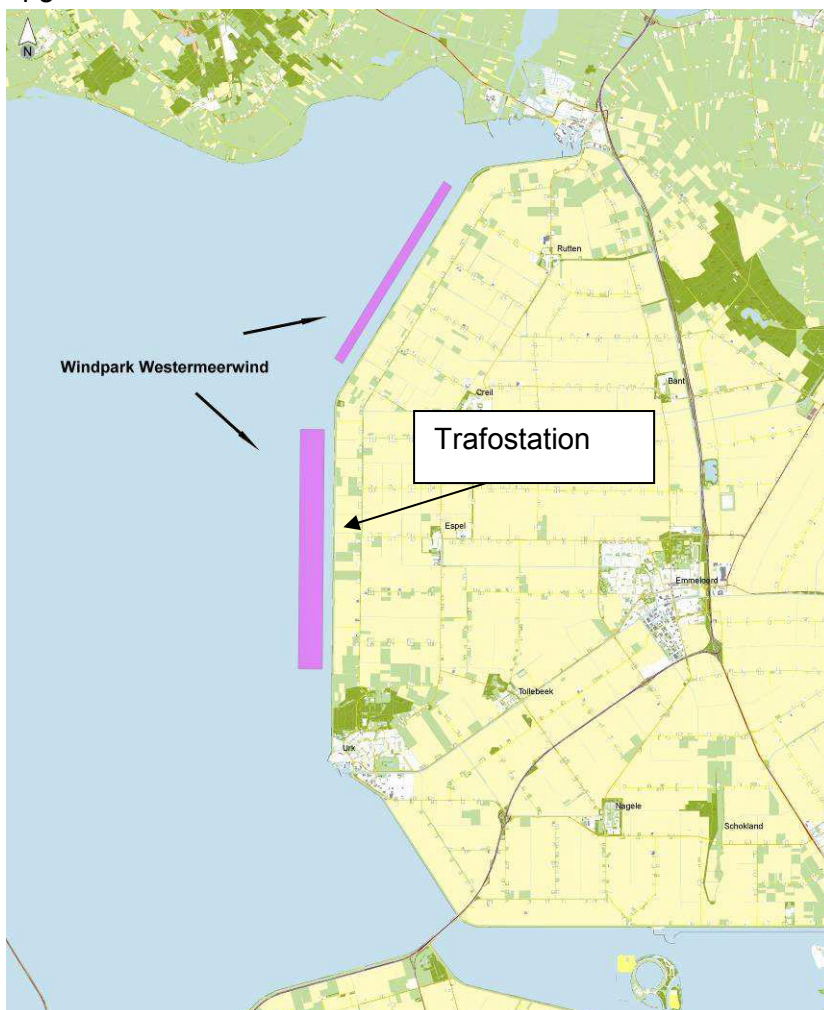 N
Rutten
Windpark Westermeerwind
Bant
Creil
Trafostation
Espel
Emmeloord
Tollebeek
Urk
Nagele
Schokland